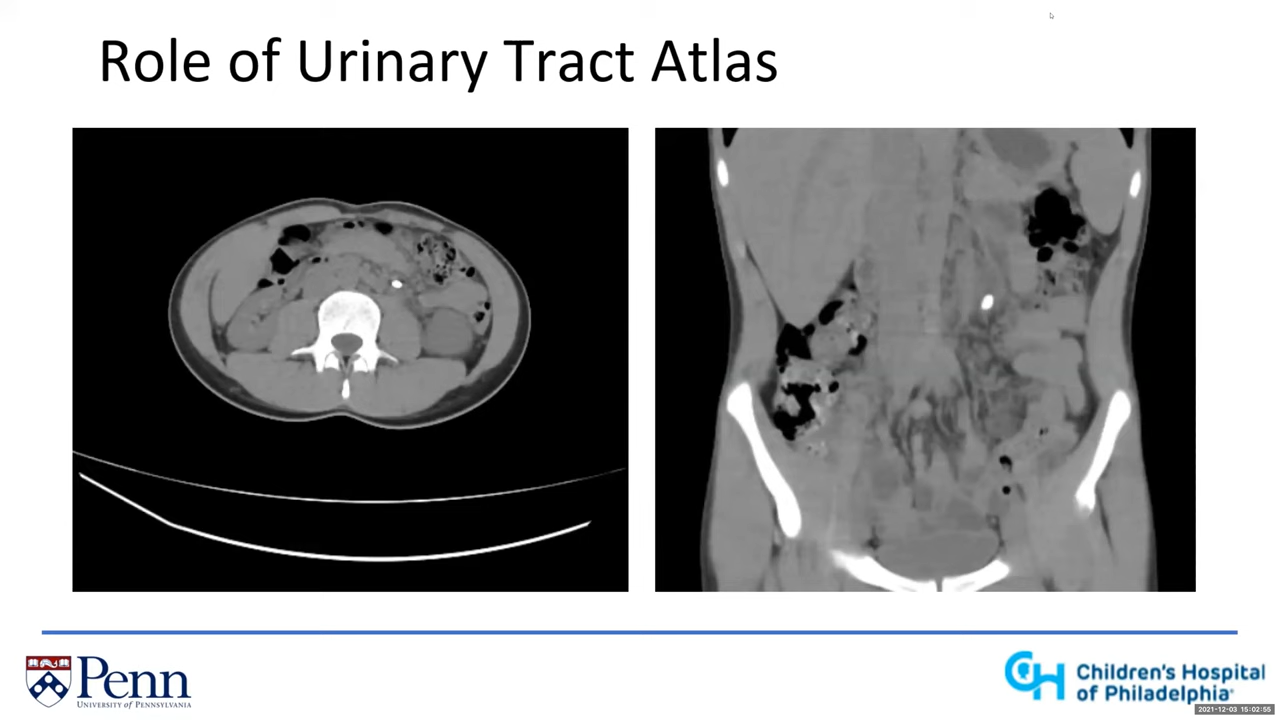 Role of Urinary Tract Atlas
Penn
UNIVERSITY OF PENNSYLVANIA
CH
Children's Hospital
of Philadelphia
2021-12-03 15:02:55